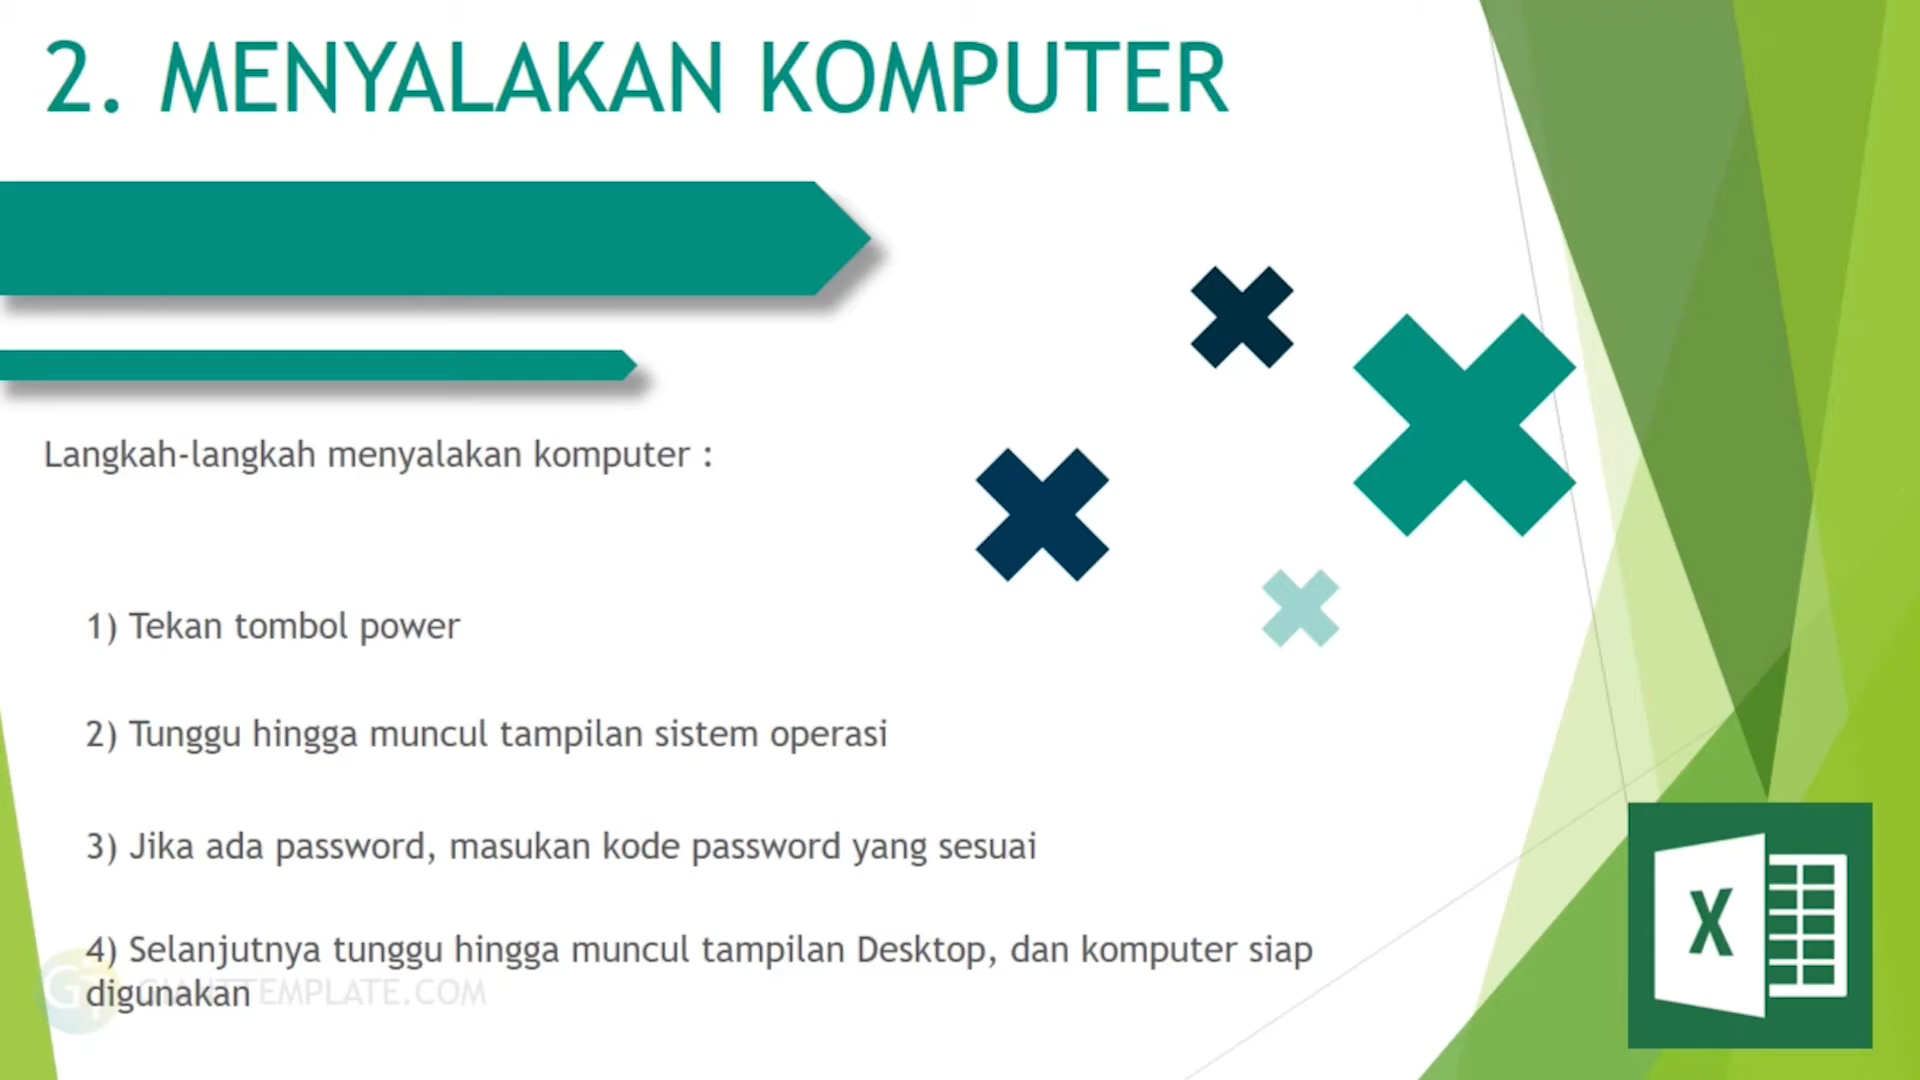 2. MENYALAKAN KOMPUTER
Langkah-langkah menyalakan komputer :
1) Tekan tombol power
2) Tunggu hingga muncul tampilan sistem operasi
3) Jika ada password, masukan kode password yang sesuai
4) Selanjutnya tunggu hingga muncul tampilan Desktop, dan komputer siap
digunakan
X